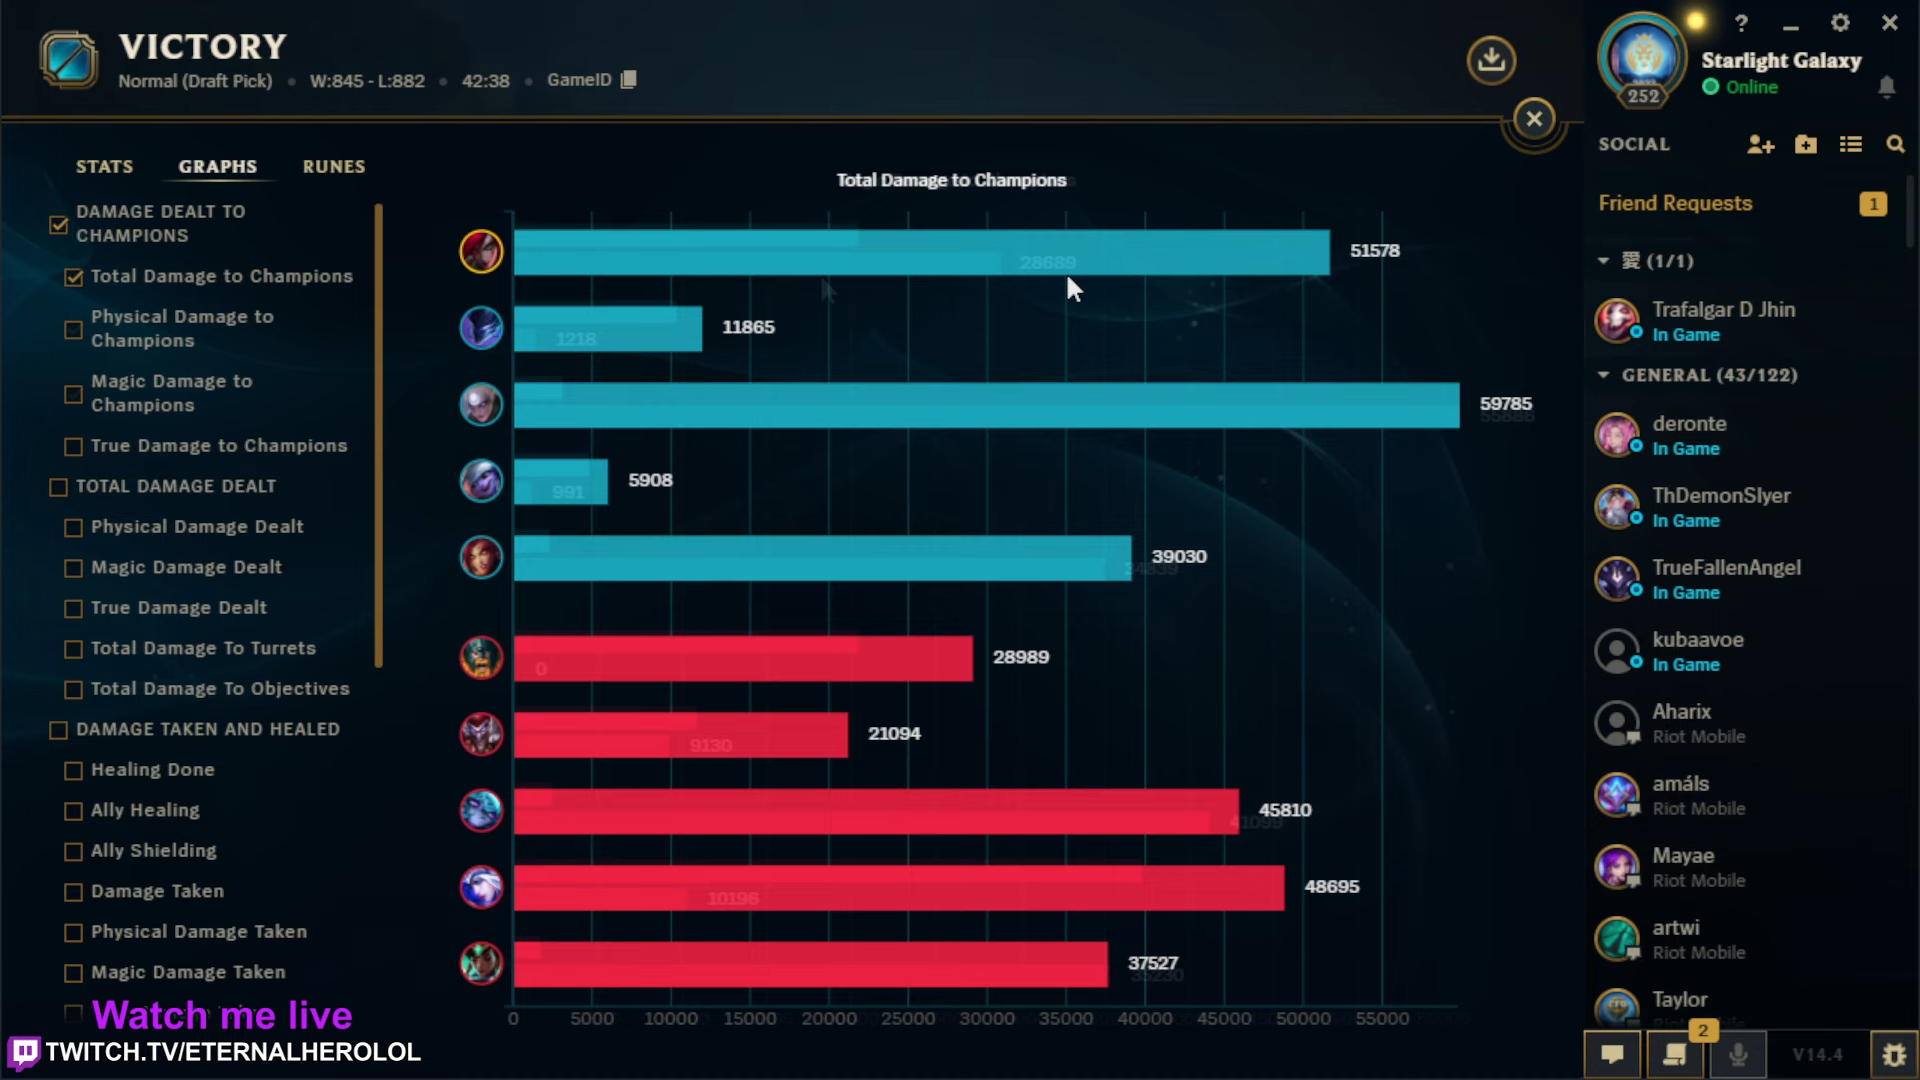 VICTORY
Normal (Draft Pick) • W:845 - L:882 • 42:38 • GameID
STATS GRAPHS RUNES
DAMAGE DEALT TO
CHAMPIONS
Total Damage to Champions
Physical Damage to
Champions
Magic Damage to
Champions
True Damage to Champions
TOTAL DAMAGE DEALT
Physical Damage Dealt
Magic Damage Dealt
True Damage Dealt
Total Damage To Turrets
Total Damage To Objectives
DAMAGE TAKEN AND HEALED
Healing Done
Ally Healing
Ally Shielding
Damage Taken
Physical Damage Taken
Magic Damage Taken
Watch me live
TWITCH.TV/ETERNALHEROLOL
Total Damage to Champions
51578
28689
11865
1218
59785
5908
991
39030
34839
28989
0
21094
9130
45810
41099
48695
10196
37527
35230
0 5000 10000 15000 20000 25000 30000 35000 40000 45000 50000 55000
?
252
Starlight Galaxy
Online
SOCIAL
Friend Requests 1
愛 (1/1)
Trafalgar D Jhin
In Game
GENERAL (43/122)
deronte
In Game
ThDemonSlyer
In Game
TrueFallenAngel
In Game
kubaavoe
In Game
Aharix
Riot Mobile
amáls
Riot Mobile
Mayae
Riot Mobile
artwi
Riot Mobile
Taylor
2
V14.4